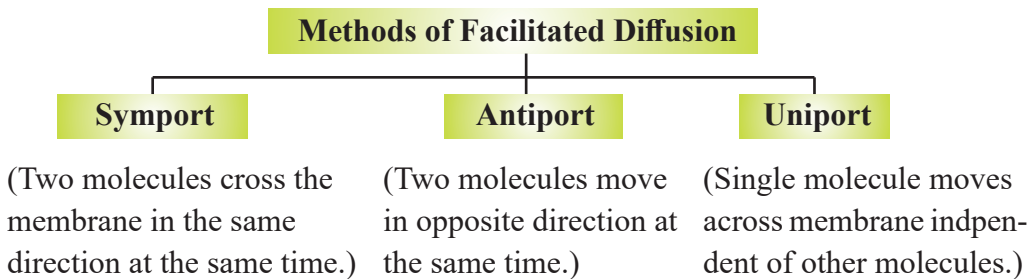 Methods of Facilitated Diffusion
Symport
Antiport
Uniport
(Two molecules cross the
membrane in the same
direction at the same time.)
(Two molecules move
in opposite direction at
the same time.)
(Single molecule moves
across membrane indpen-
dent of other molecules.)